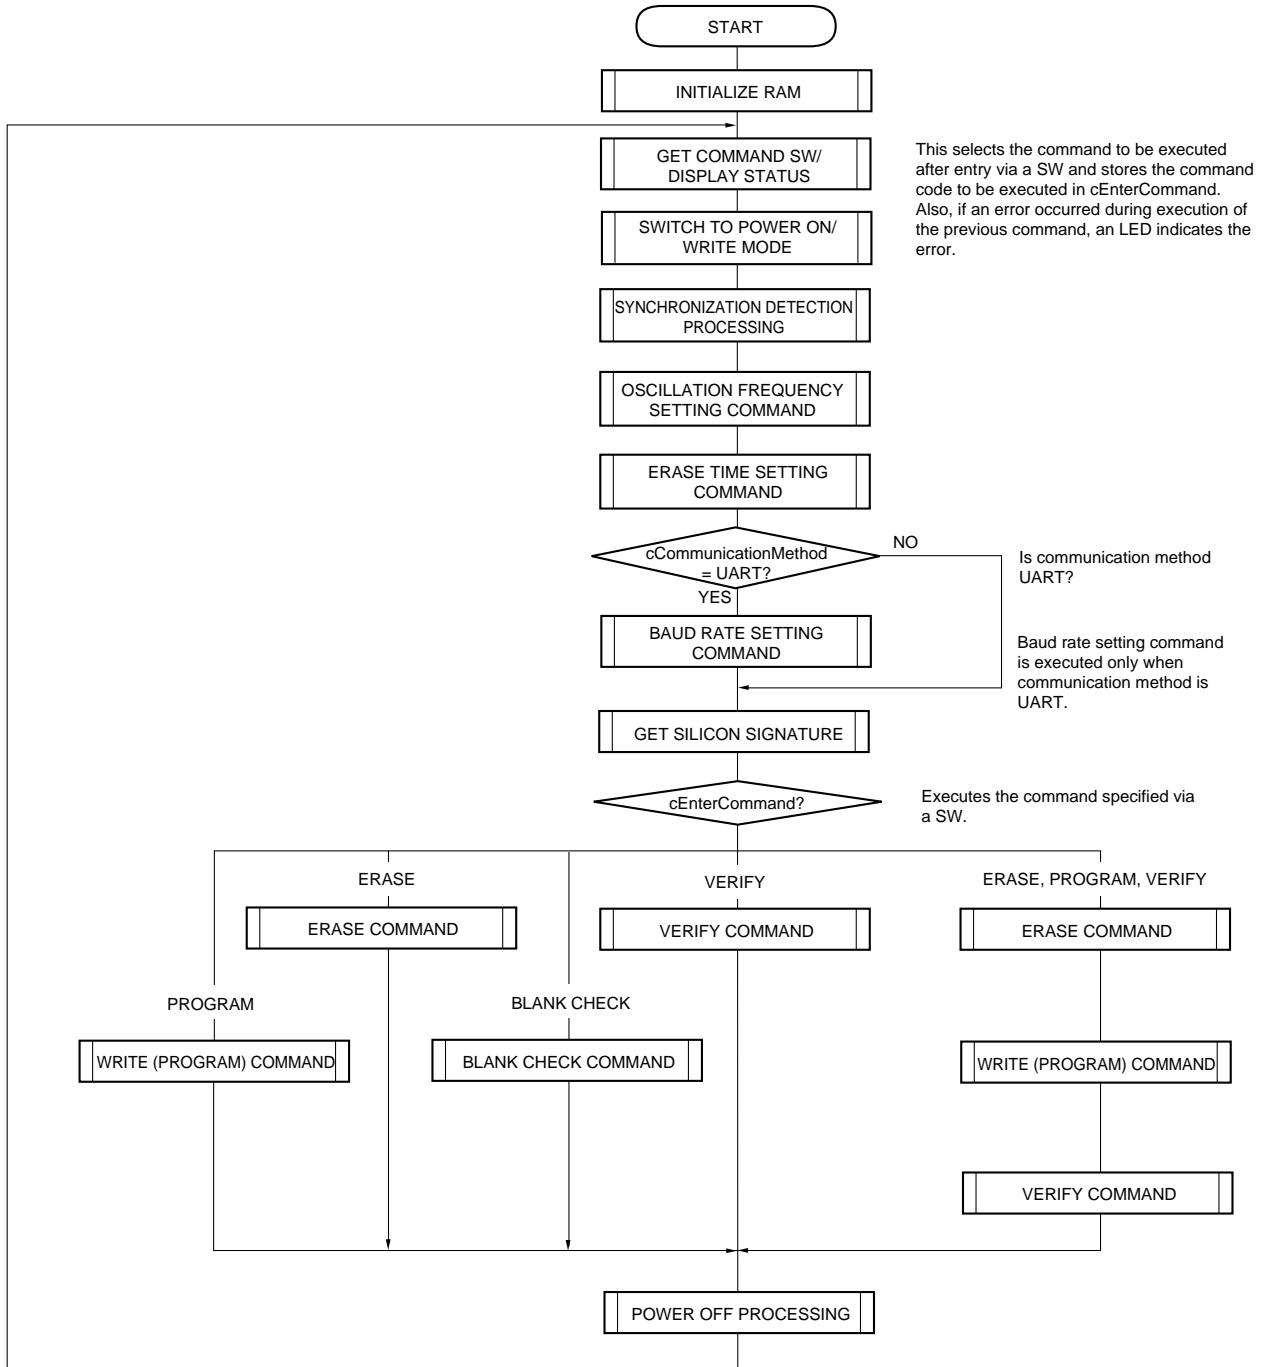 START
INITIALIZE RAM
GET COMMAND SW/
DISPLAY STATUS
This selects the command to be executed
after entry via a SW and stores the command
code to be executed in cEnterCommand.
Also, if an error occurred during execution of
the previous command, an LED indicates the
error.
SWITCH TO POWER ON/
WRITE MODE
SYNCHRONIZATION DETECTION
PROCESSING
OSCILLATION FREQUENCY
SETTING COMMAND
ERASE TIME SETTING
COMMAND
cCommunicationMethod
= UART?
NO
YES
Is communication method
UART?
BAUD RATE SETTING
COMMAND
Baud rate setting command
is executed only when
communication method is
UART.
GET SILICON SIGNATURE
cEnterCommand?
Executes the command specified via
a SW.
ERASE
VERIFY
ERASE, PROGRAM, VERIFY
ERASE COMMAND
VERIFY COMMAND
ERASE COMMAND
PROGRAM
BLANK CHECK
WRITE (PROGRAM) COMMAND
BLANK CHECK COMMAND
WRITE (PROGRAM) COMMAND
VERIFY COMMAND
POWER OFF PROCESSING